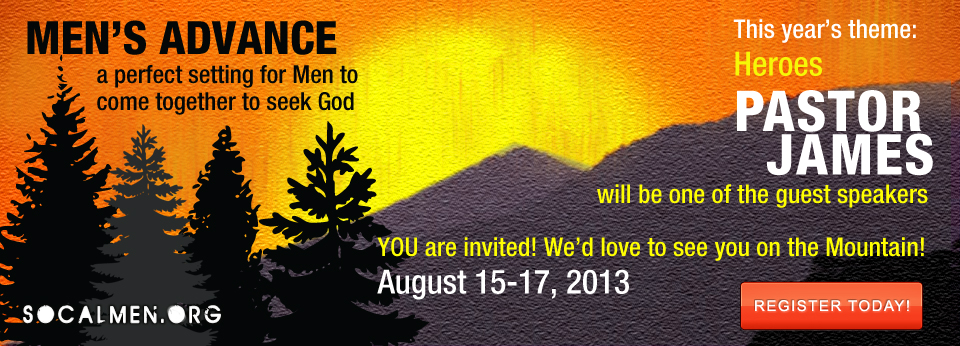 MEN'S ADVANCE
a perfect setting for Men to
come together to seek God
This year's theme:
Heroes
PASTOR
JAMES
will be one of the guest speakers
YOU are invited! We'd love to see you on the Mountain!
August 15-17, 2013
SOCALMEN.ORG
REGISTER TODAY!